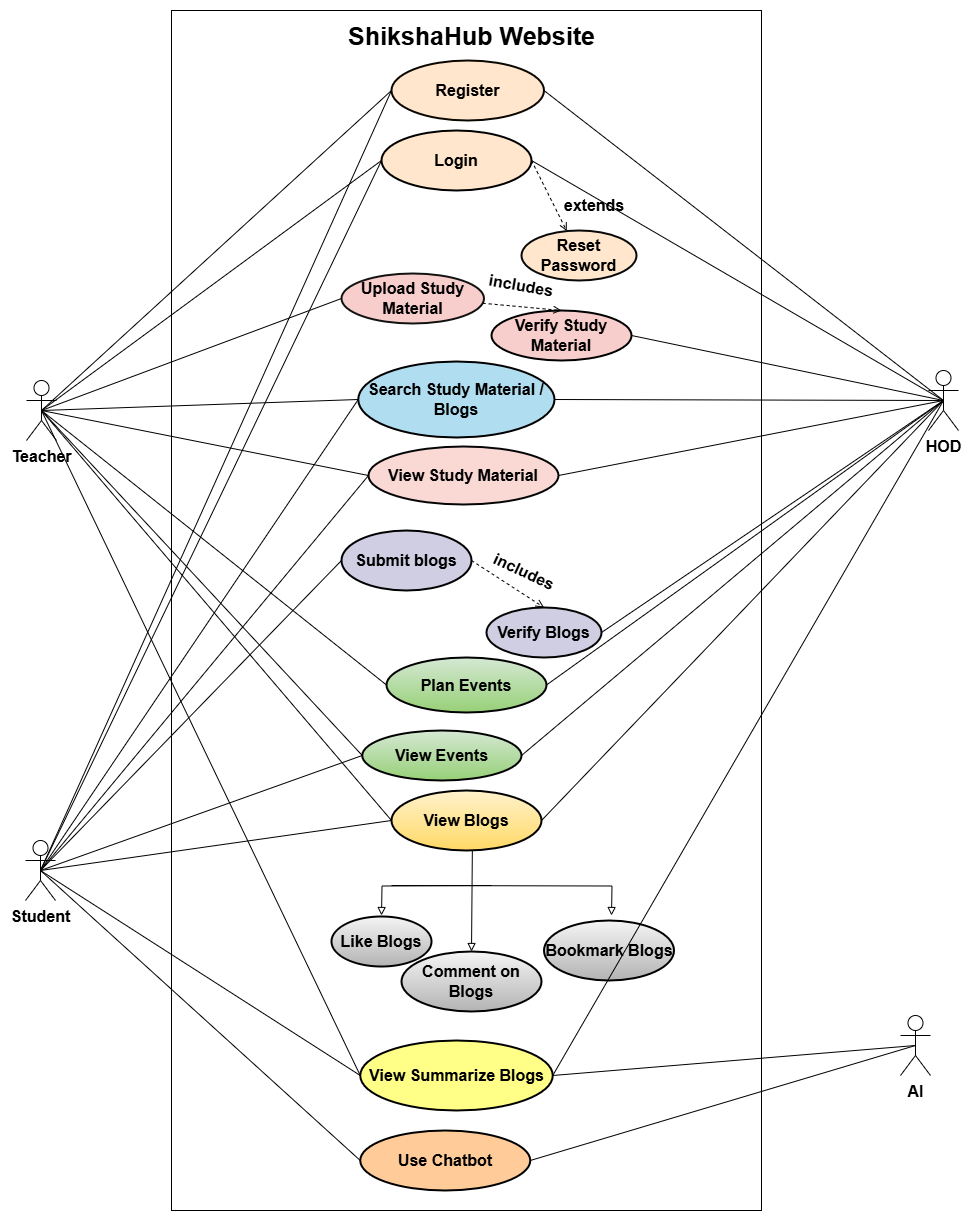 ShikshaHub Website
Register
Login
extends
Reset
Password
includes
Upload Study
Material
Verify Study
Material
Search Study Material /
Blogs
Teacher
HOD
View Study Material
Submit blogs
includes
Verify Blogs
Plan Events
View Events
View Blogs
Student
Like Blogs
Comment on
Blogs
Bookmark Blogs
View Summarize Blogs
AI
Use Chatbot